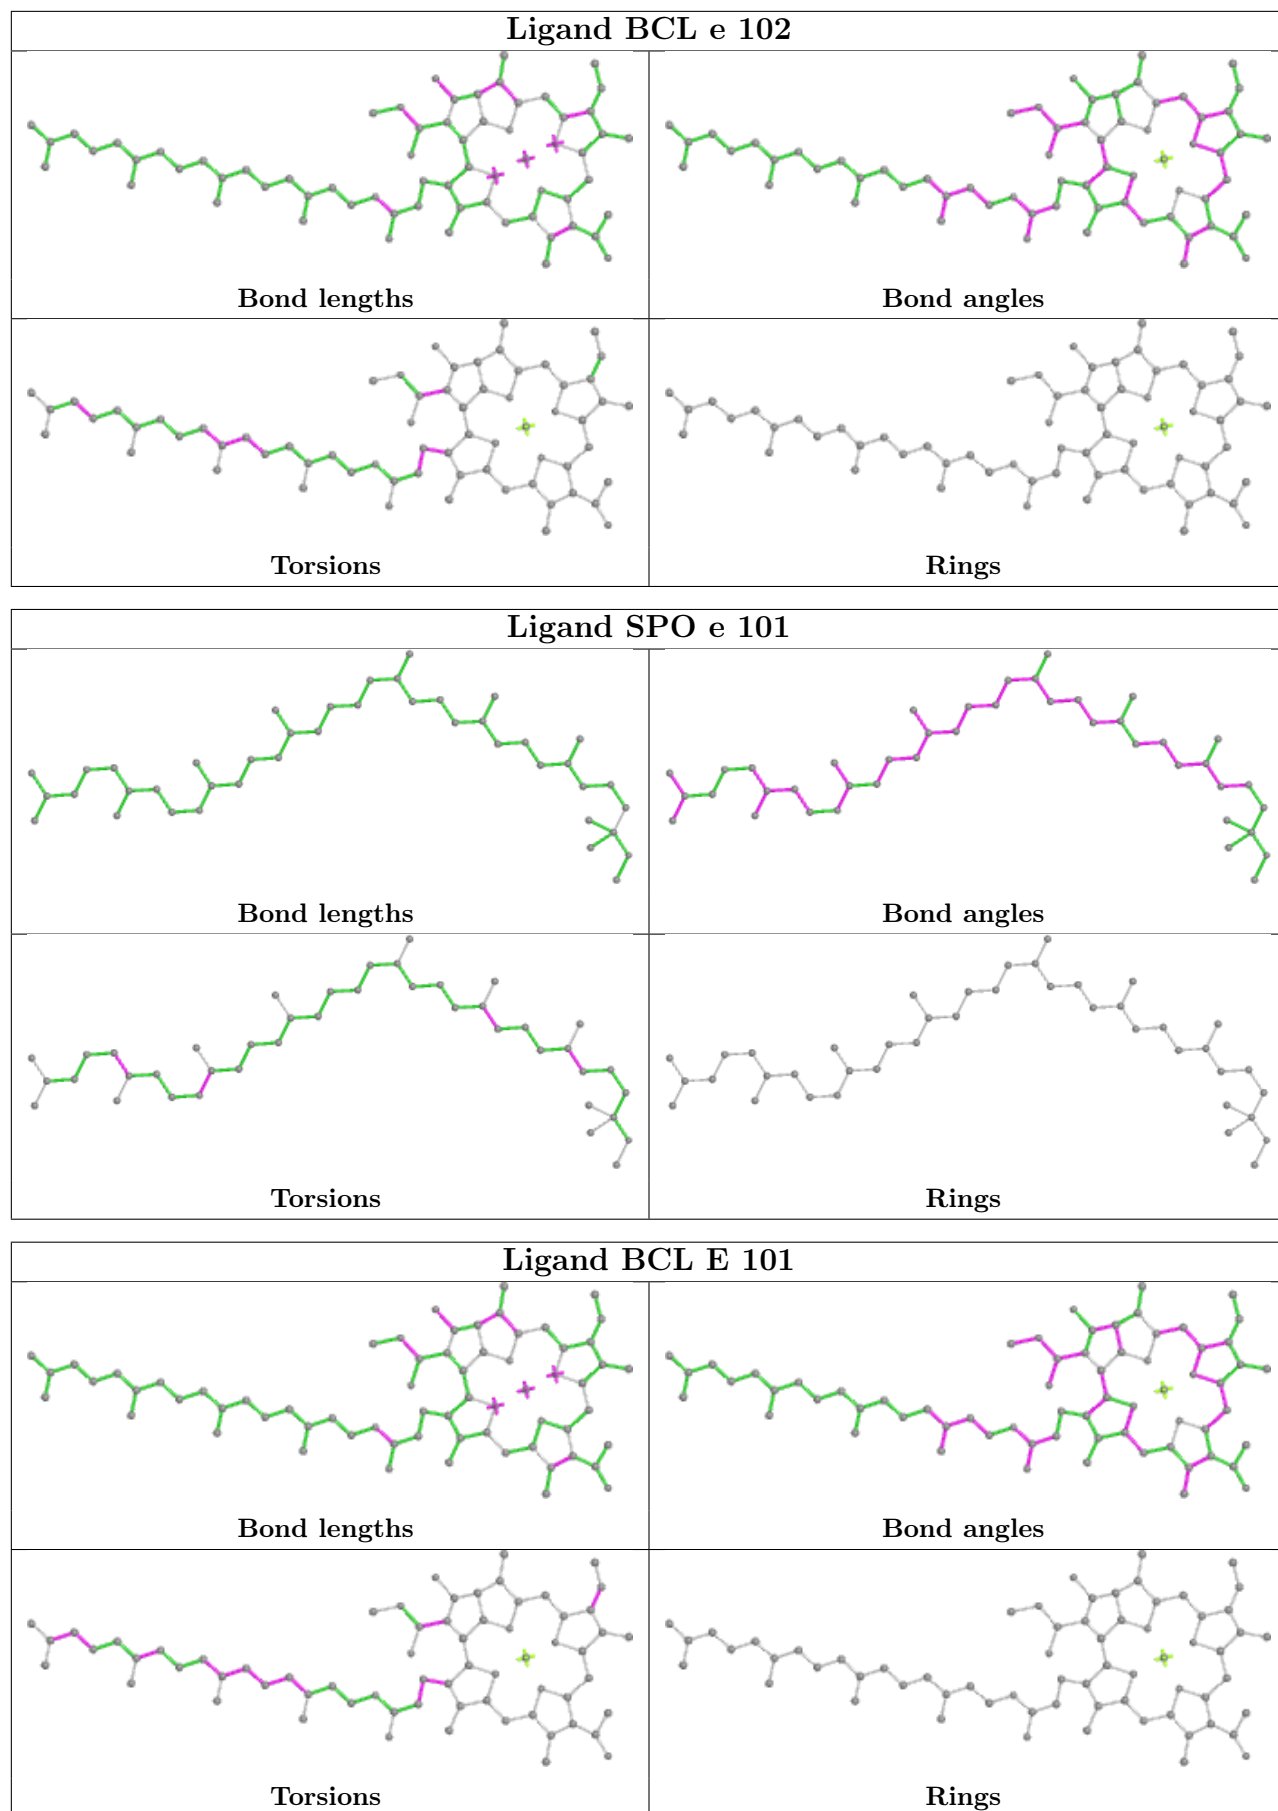 Ligand BCL e 102
Bond lengths
Bond angles
Torsions
Rings
Ligand SPO e 101
Bond lengths
Bond angles
Torsions
Rings
Ligand BCL E 101
Bond lengths
Bond angles
Torsions
Rings